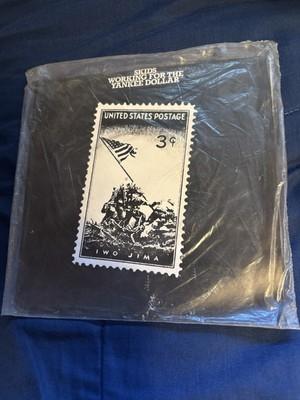 SKIDS
WORKING FOR THE
YANKEE DOLLAR
UNITED STATES POSTAGE
3¢
IWO JIMA